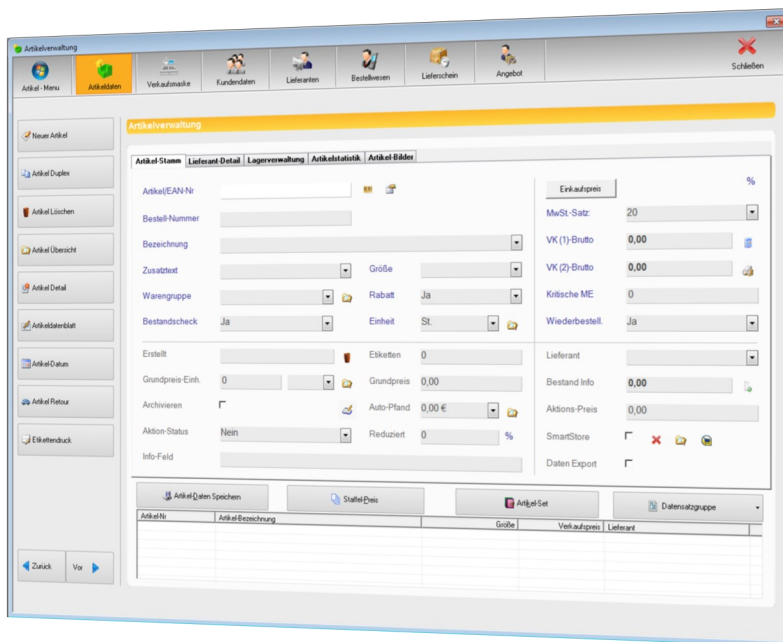 Artikelverwaltung
Artikel - Menu Artikeldaten Verkaufsmaske Kundendaten Lieferanten Bestellwesen Lieferschein Angebot Schließen
Artikelverwaltung
Neuer Artikel
Artikel Duplex
Artikel Löschen
Artikel Übersicht
Artikel Detail
Artikeldatenblatt
Artikel-Datum
Artikel Retour
Etikettendruck
Zurück Vor
Artikel-Stamm Lieferant-Detail Lagerverwaltung Artikelstatistik Artikel-Bilder
Artikel/EAN-Nr Einkaufspreis %
Bestell-Nummer MwSt.-Satz: 20
Bezeichnung VK (1)-Brutto 0,00
Zusatztext Größe VK (2)-Brutto 0,00
Warengruppe Rabatt Ja Kritische ME 0
Bestandscheck Ja Einheit St. Wiederbestell. Ja
Erstellt Etiketten 0 Lieferant
Grundpreis-Einh. 0 Grundpreis 0,00 Bestand Info 0,00
Archivieren Auto-Pfand 0,00 € Aktions-Preis 0,00
Aktion-Status Nein Reduziert 0 % SmartStore
Info-Feld Daten Export
Artikel-Daten Speichern Staffel-Preis Artikel-Set Datensatzgruppe
Artikel-Nr Artikel-Bezeichnung Größe Verkaufspreis Lieferant